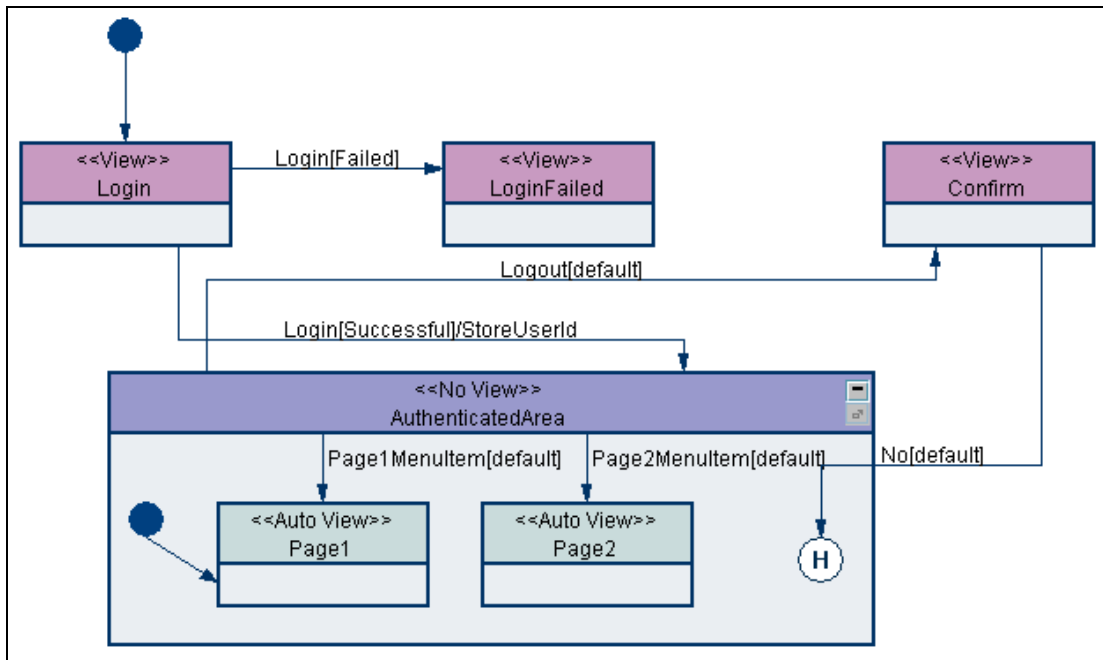 <<View>>
Login
Login[Failed]
<<View>>
LoginFailed
<<View>>
Confirm
Logout[default]
Login[Successful]/StoreUserId
<<No View>>
AuthenticatedArea
Page1MenuItem[default]
Page2MenuItem[default]
No[default]
<<Auto View>>
Page1
<<Auto View>>
Page2
H